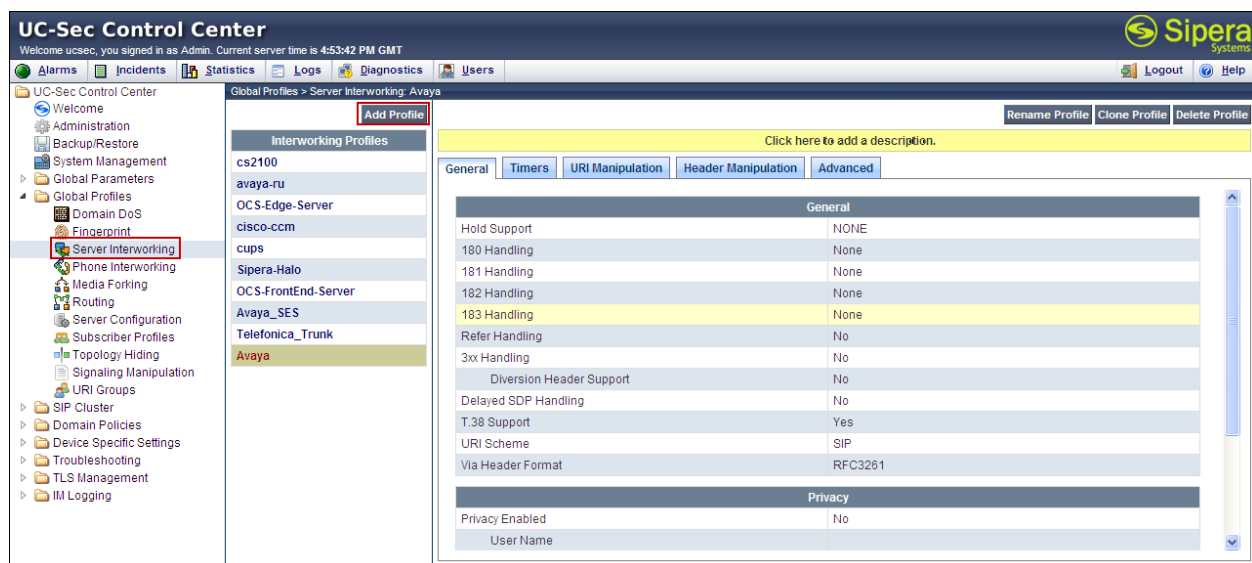 UC-Sec Control Center
Sipera Systems
Welcome ucsec, you signed in as Admin. Current server time is 4:53:42 PM GMT
Alarms Incidents Statistics Logs Diagnostics Users Logout Help
UC-Sec Control Center
Welcome
Administration
Backup/Restore
System Management
Global Parameters
Global Profiles
Domain DoS
Fingerprint
Server Interworking
Phone Interworking
Media Forking
Routing
Server Configuration
Subscriber Profiles
Topology Hiding
Signaling Manipulation
URI Groups
SIP Cluster
Domain Policies
Device Specific Settings
Troubleshooting
TLS Management
IM Logging
Global Profiles > Server Interworking: Avaya
Add Profile
Interworking Profiles
cs2100
avaya-ru
OCS-Edge-Server
cisco-ccm
cups
Sipera-Halo
OCS-FrontEnd-Server
Avaya_SES
Telefonica_Trunk
Avaya
Rename Profile Clone Profile Delete Profile
Click here to add a description.
General Timers URI Manipulation Header Manipulation Advanced
General
Hold Support NONE
180 Handling None
181 Handling None
182 Handling None
183 Handling None
Refer Handling No
3xx Handling No
Diversion Header Support No
Delayed SDP Handling No
T.38 Support Yes
URI Scheme SIP
Via Header Format RFC3261
Privacy
Privacy Enabled No
User Name